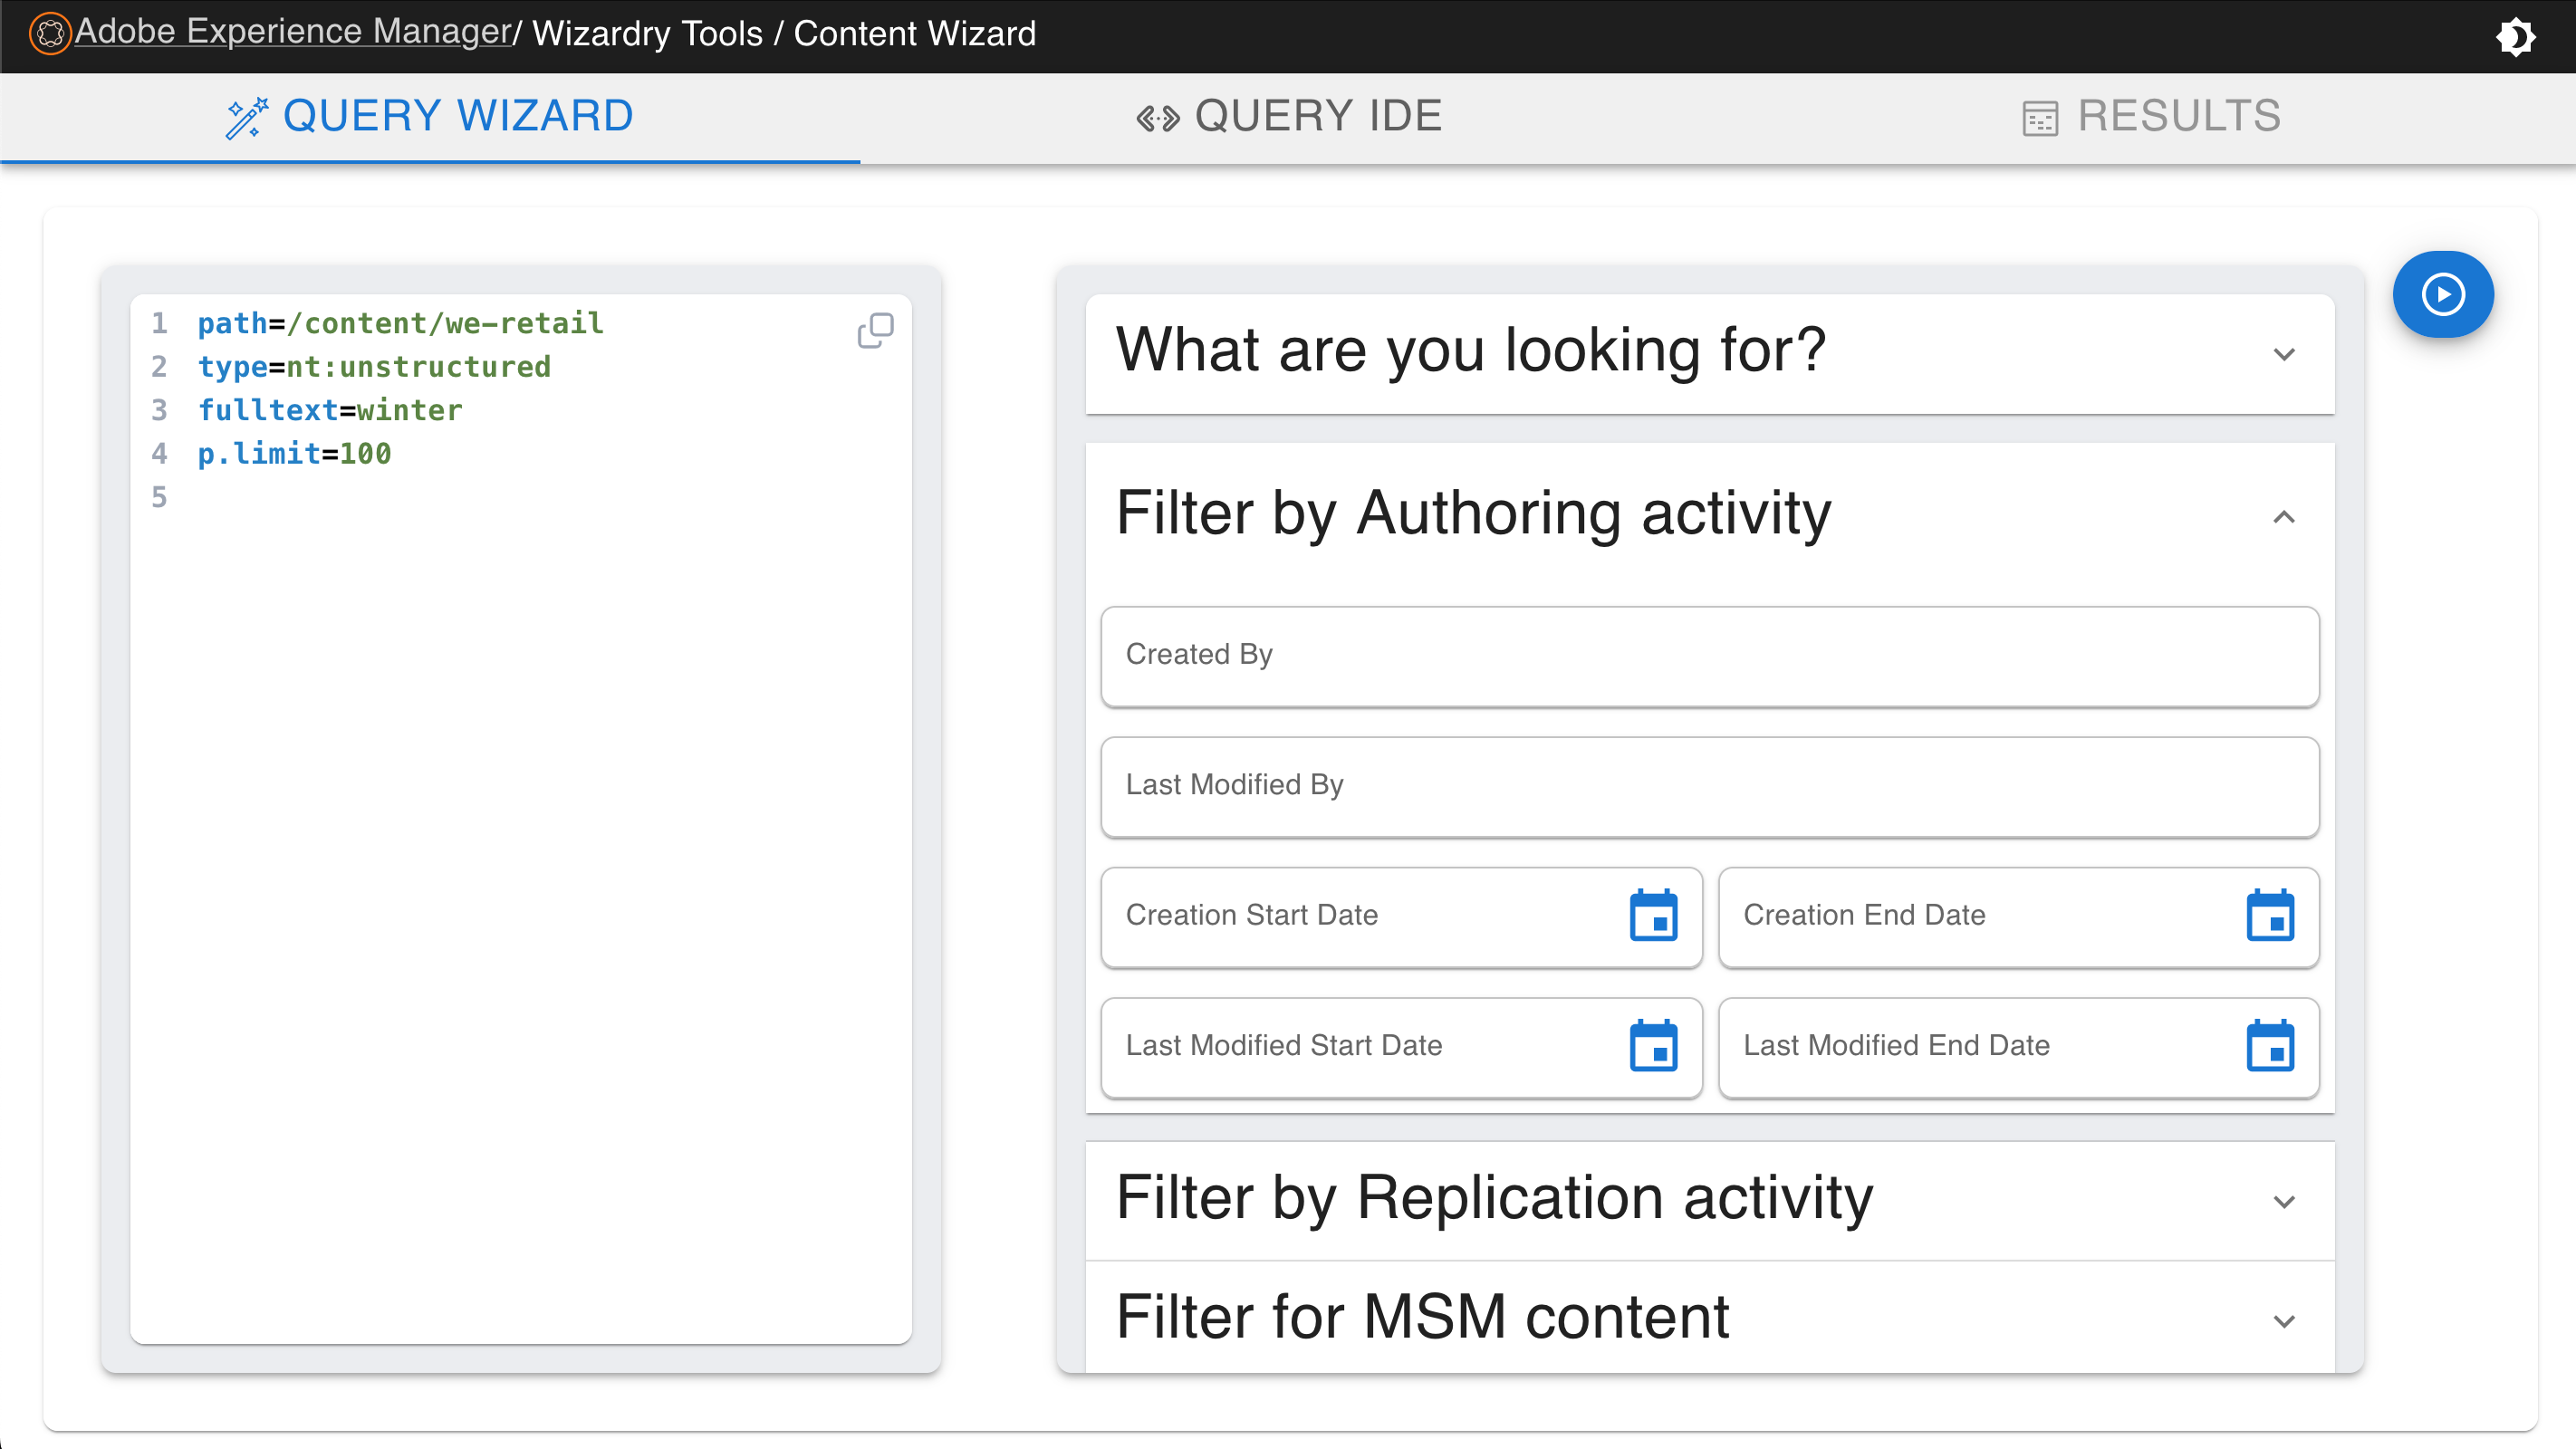 Adobe Experience Manager/ Wizardry Tools / Content Wizard
QUERY WIZARD
QUERY IDE
RESULTS
1 path=/content/we-retail
2 type=nt:unstructured
3 fulltext=winter
4 p.limit=100
5
What are you looking for?
Filter by Authoring activity
Created By
Last Modified By
Creation Start Date
Creation End Date
Last Modified Start Date
Last Modified End Date
Filter by Replication activity
Filter for MSM content